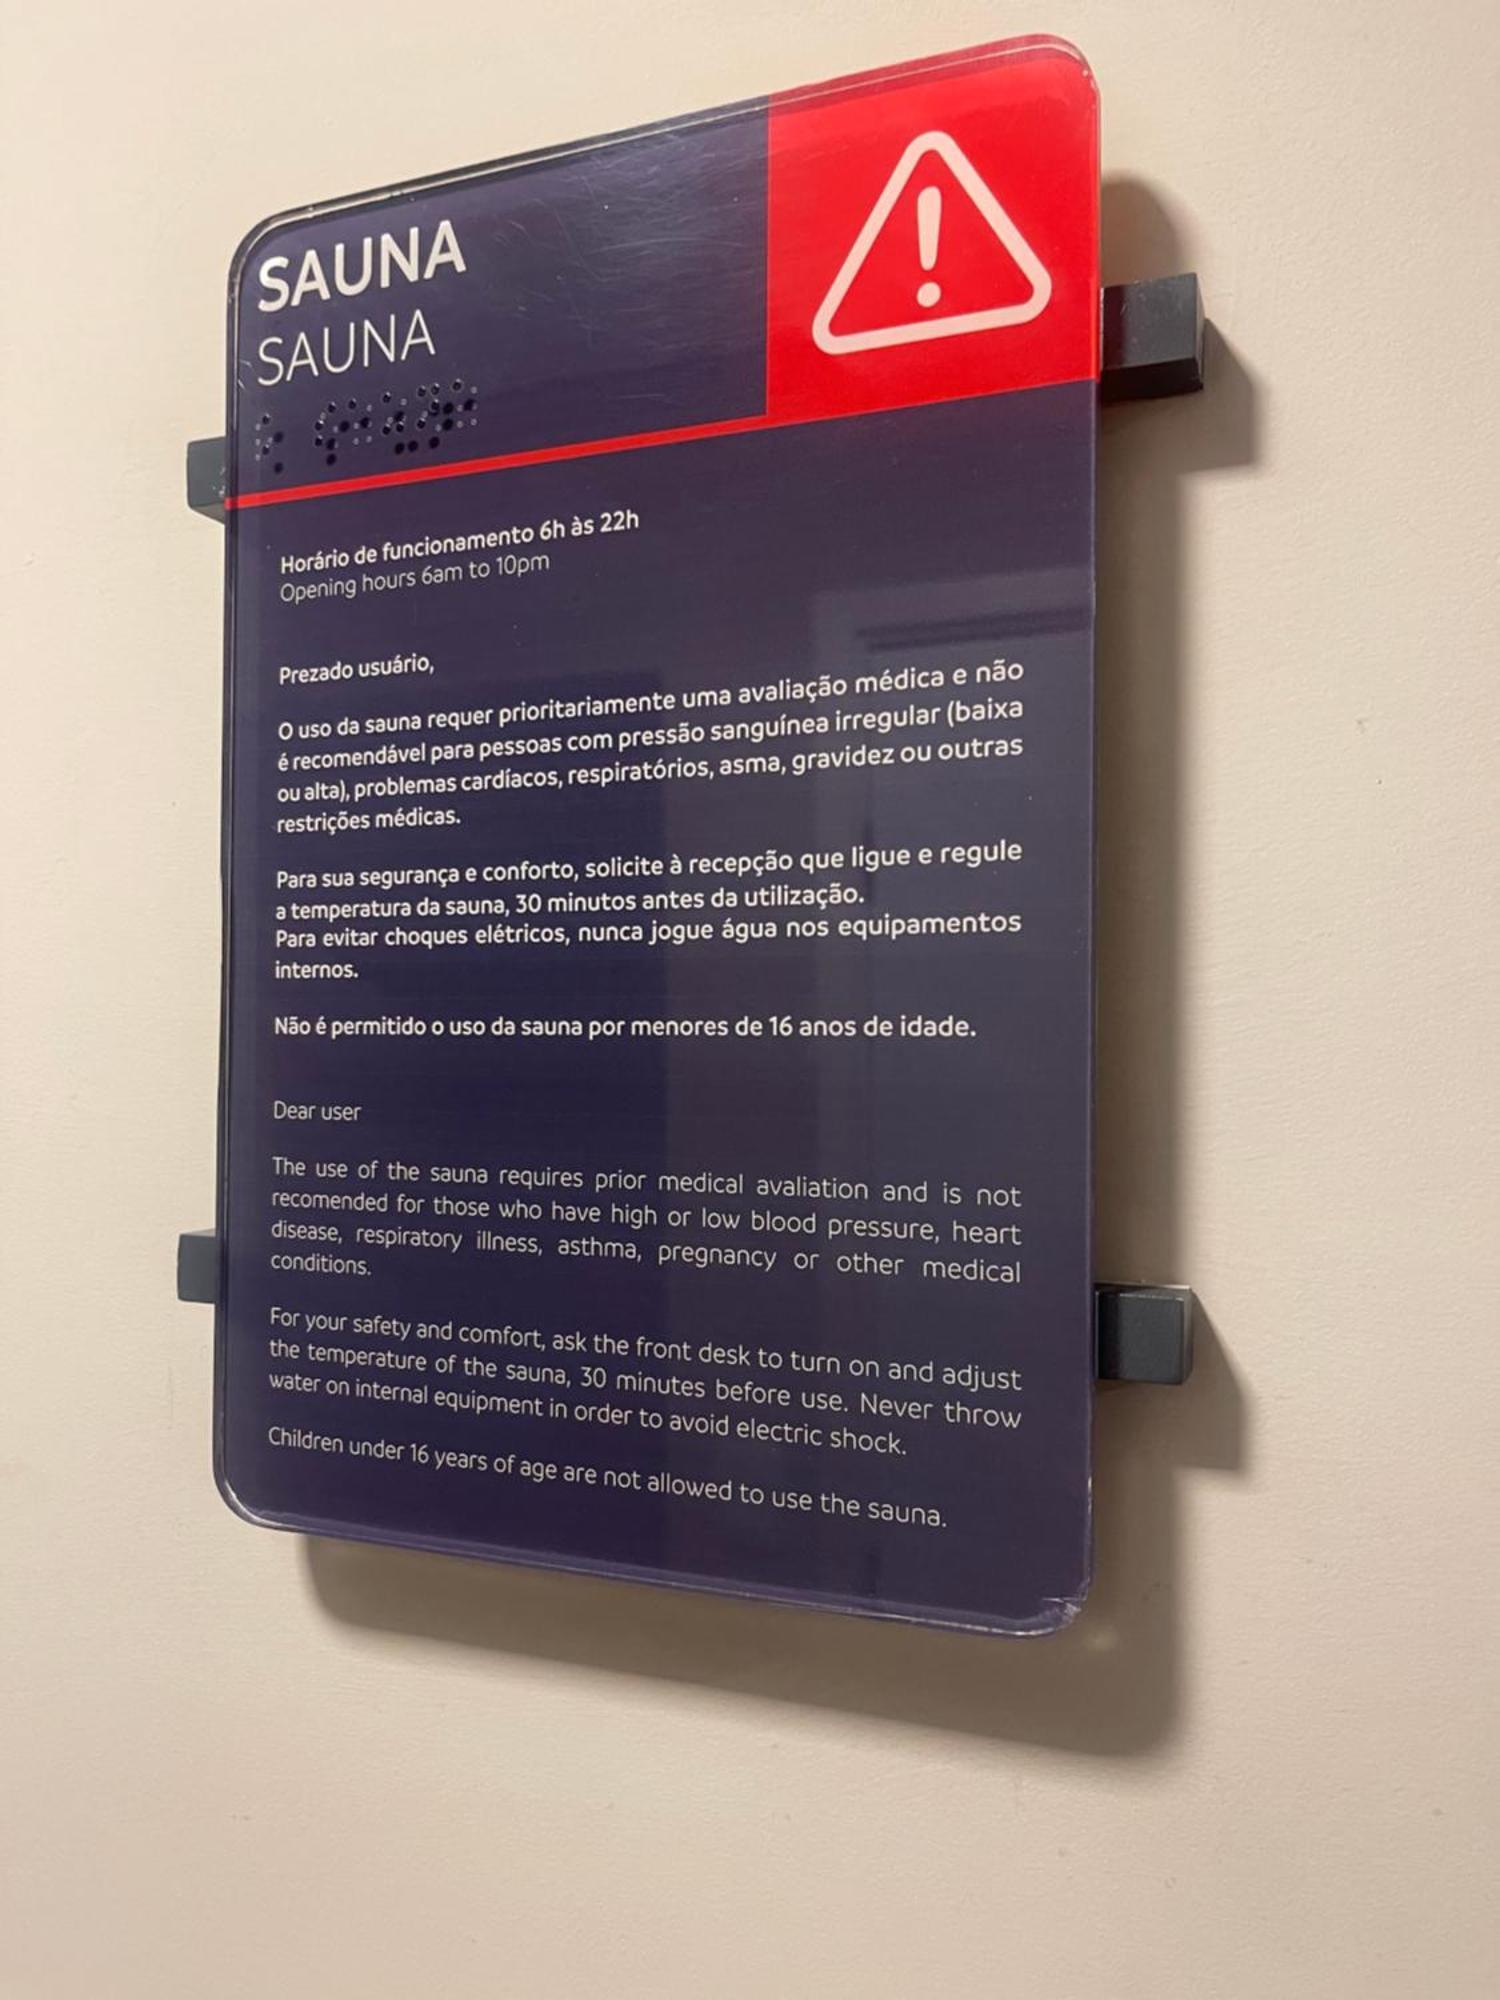 SAUNA
SAUNA
Horário de funcionamento 6h às 22h
Opening hours 6am to 10pm
Prezado usuário,
O uso da sauna requer prioritariamente uma avaliação médica e não
é recomendável para pessoas com pressão sanguínea irregular (baixa
ou alta), problemas cardíacos, respiratórios, asma, gravidez ou outras
restrições médicas.
Para sua segurança e conforto, solicite à recepção que ligue e regule
a temperatura da sauna, 30 minutos antes da utilização.
Para evitar choques elétricos, nunca jogue água nos equipamentos
internos.
Não é permitido o uso da sauna por menores de 16 anos de idade.
Dear user
The use of the sauna requires prior medical avaliation and is not
recomended for those who have high or low blood pressure, heart
disease, respiratory illness, asthma, pregnancy or other medical
conditions.
For your safety and comfort, ask the front desk to turn on and adjust
the temperature of the sauna, 30 minutes before use. Never throw
water on internal equipment in order to avoid electric shock.
Children under 16 years of age are not allowed to use the sauna.